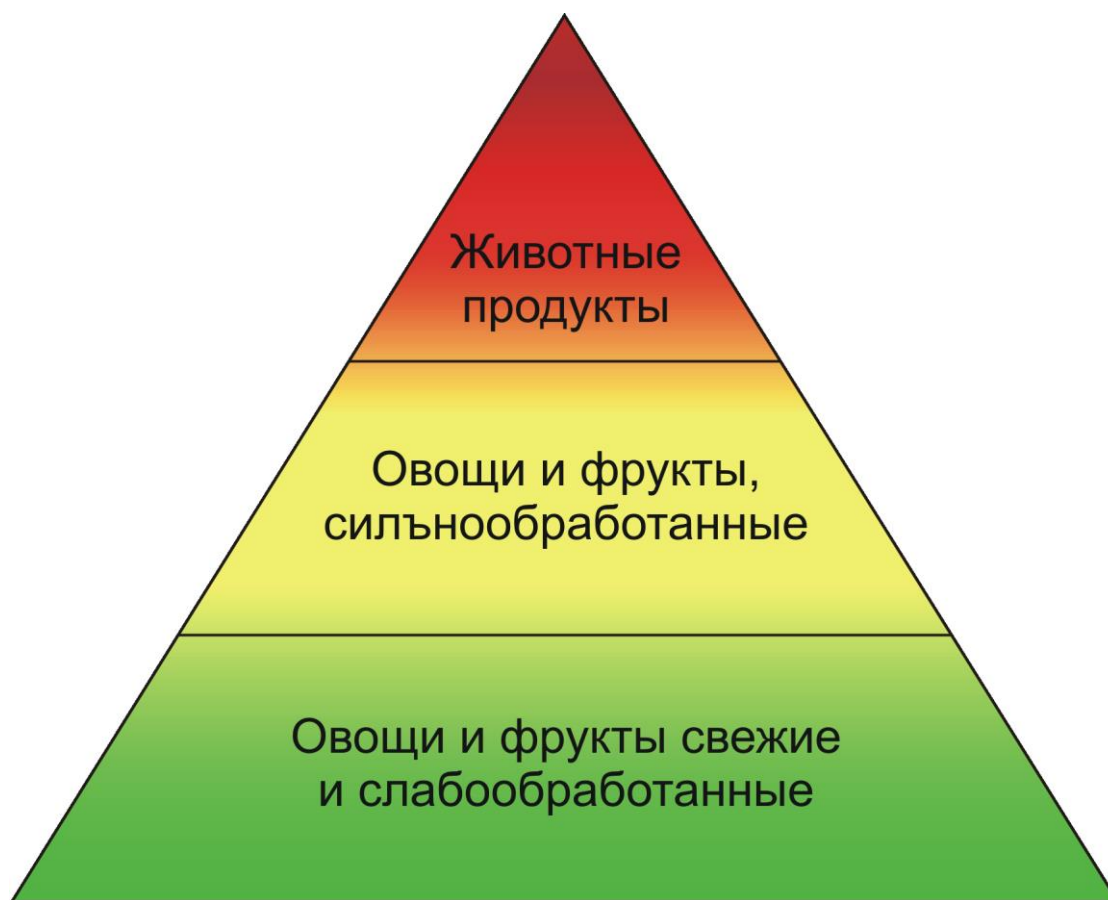 Животные
продукты
Овощи и фрукты,
силънообработанные
Овощи и фрукты свежие
и слабообработанные